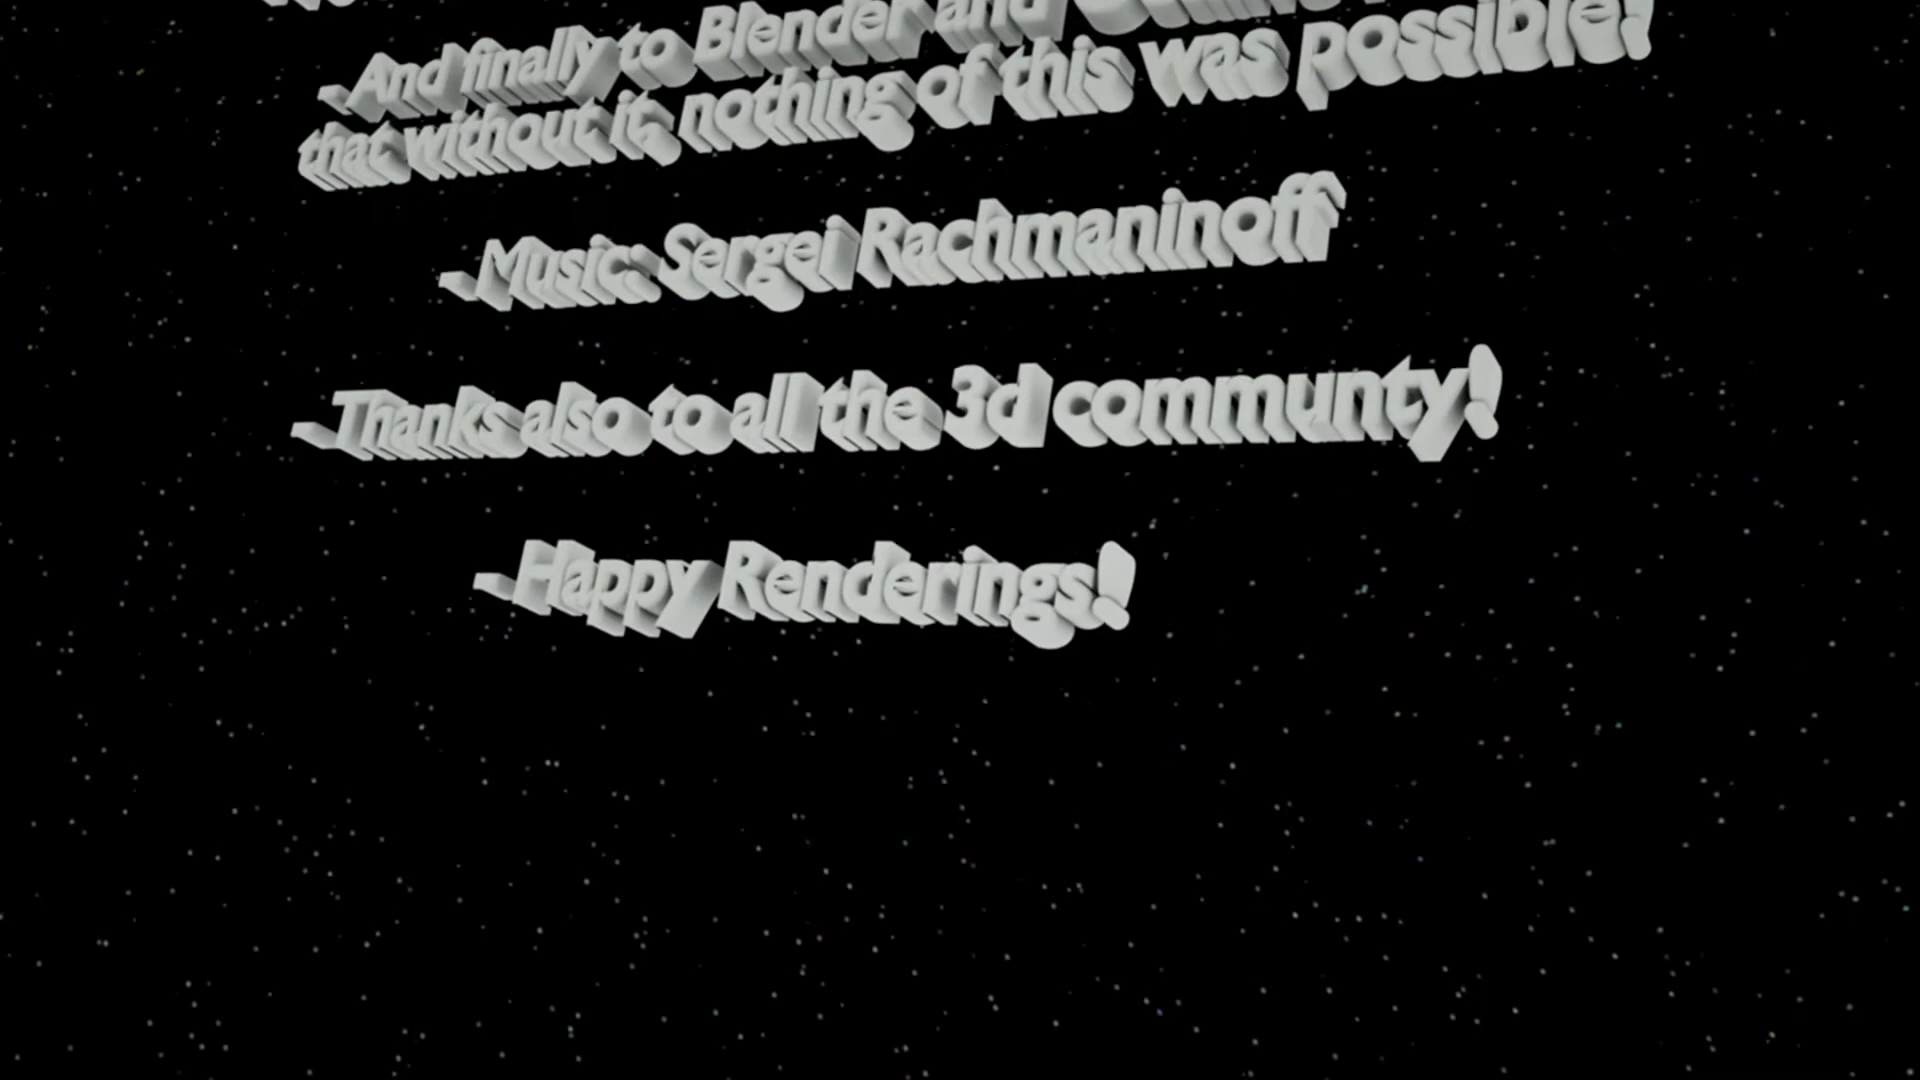 -And finally to Blender and
that without it, nothing of this was possible!
-Music: Sergei Rachmaninoff
-Thanks also to all the 3d communty!
-Happy Renderings!